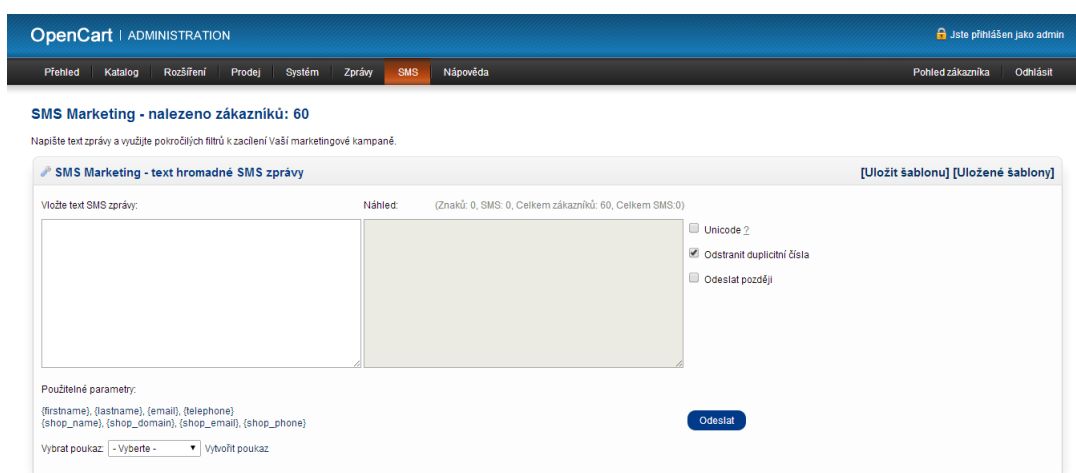 OpenCart | ADMINISTRATION
Jste přihlášen jako admin
Přehled Katalog Rozšíření Prodej Systém Zprávy SMS Nápověda
Pohled zákazníka Odhlásit
SMS Marketing - nalezeno zákazníků: 60
Napište text zprávy a využijte pokročilých filtrů k zacílení Vaší marketingové kampaně.
SMS Marketing - text hromadné SMS zprávy
[Uložit šablonu] [Uložené šablony]
Vložte text SMS zprávy:
Náhled: (Znaků: 0, SMS: 0, Celkem zákazníků: 60, Celkem SMS:0)
Unicode ?
Odstranit duplicitní čísla
Odeslat později
Použitelné parametry:
{firstname}, {lastname}, {email}, {telephone}
{shop_name}, {shop_domain}, {shop_email}, {shop_phone}
Odeslat
Vybrat poukaz: - Vyberte - Vytvořit poukaz